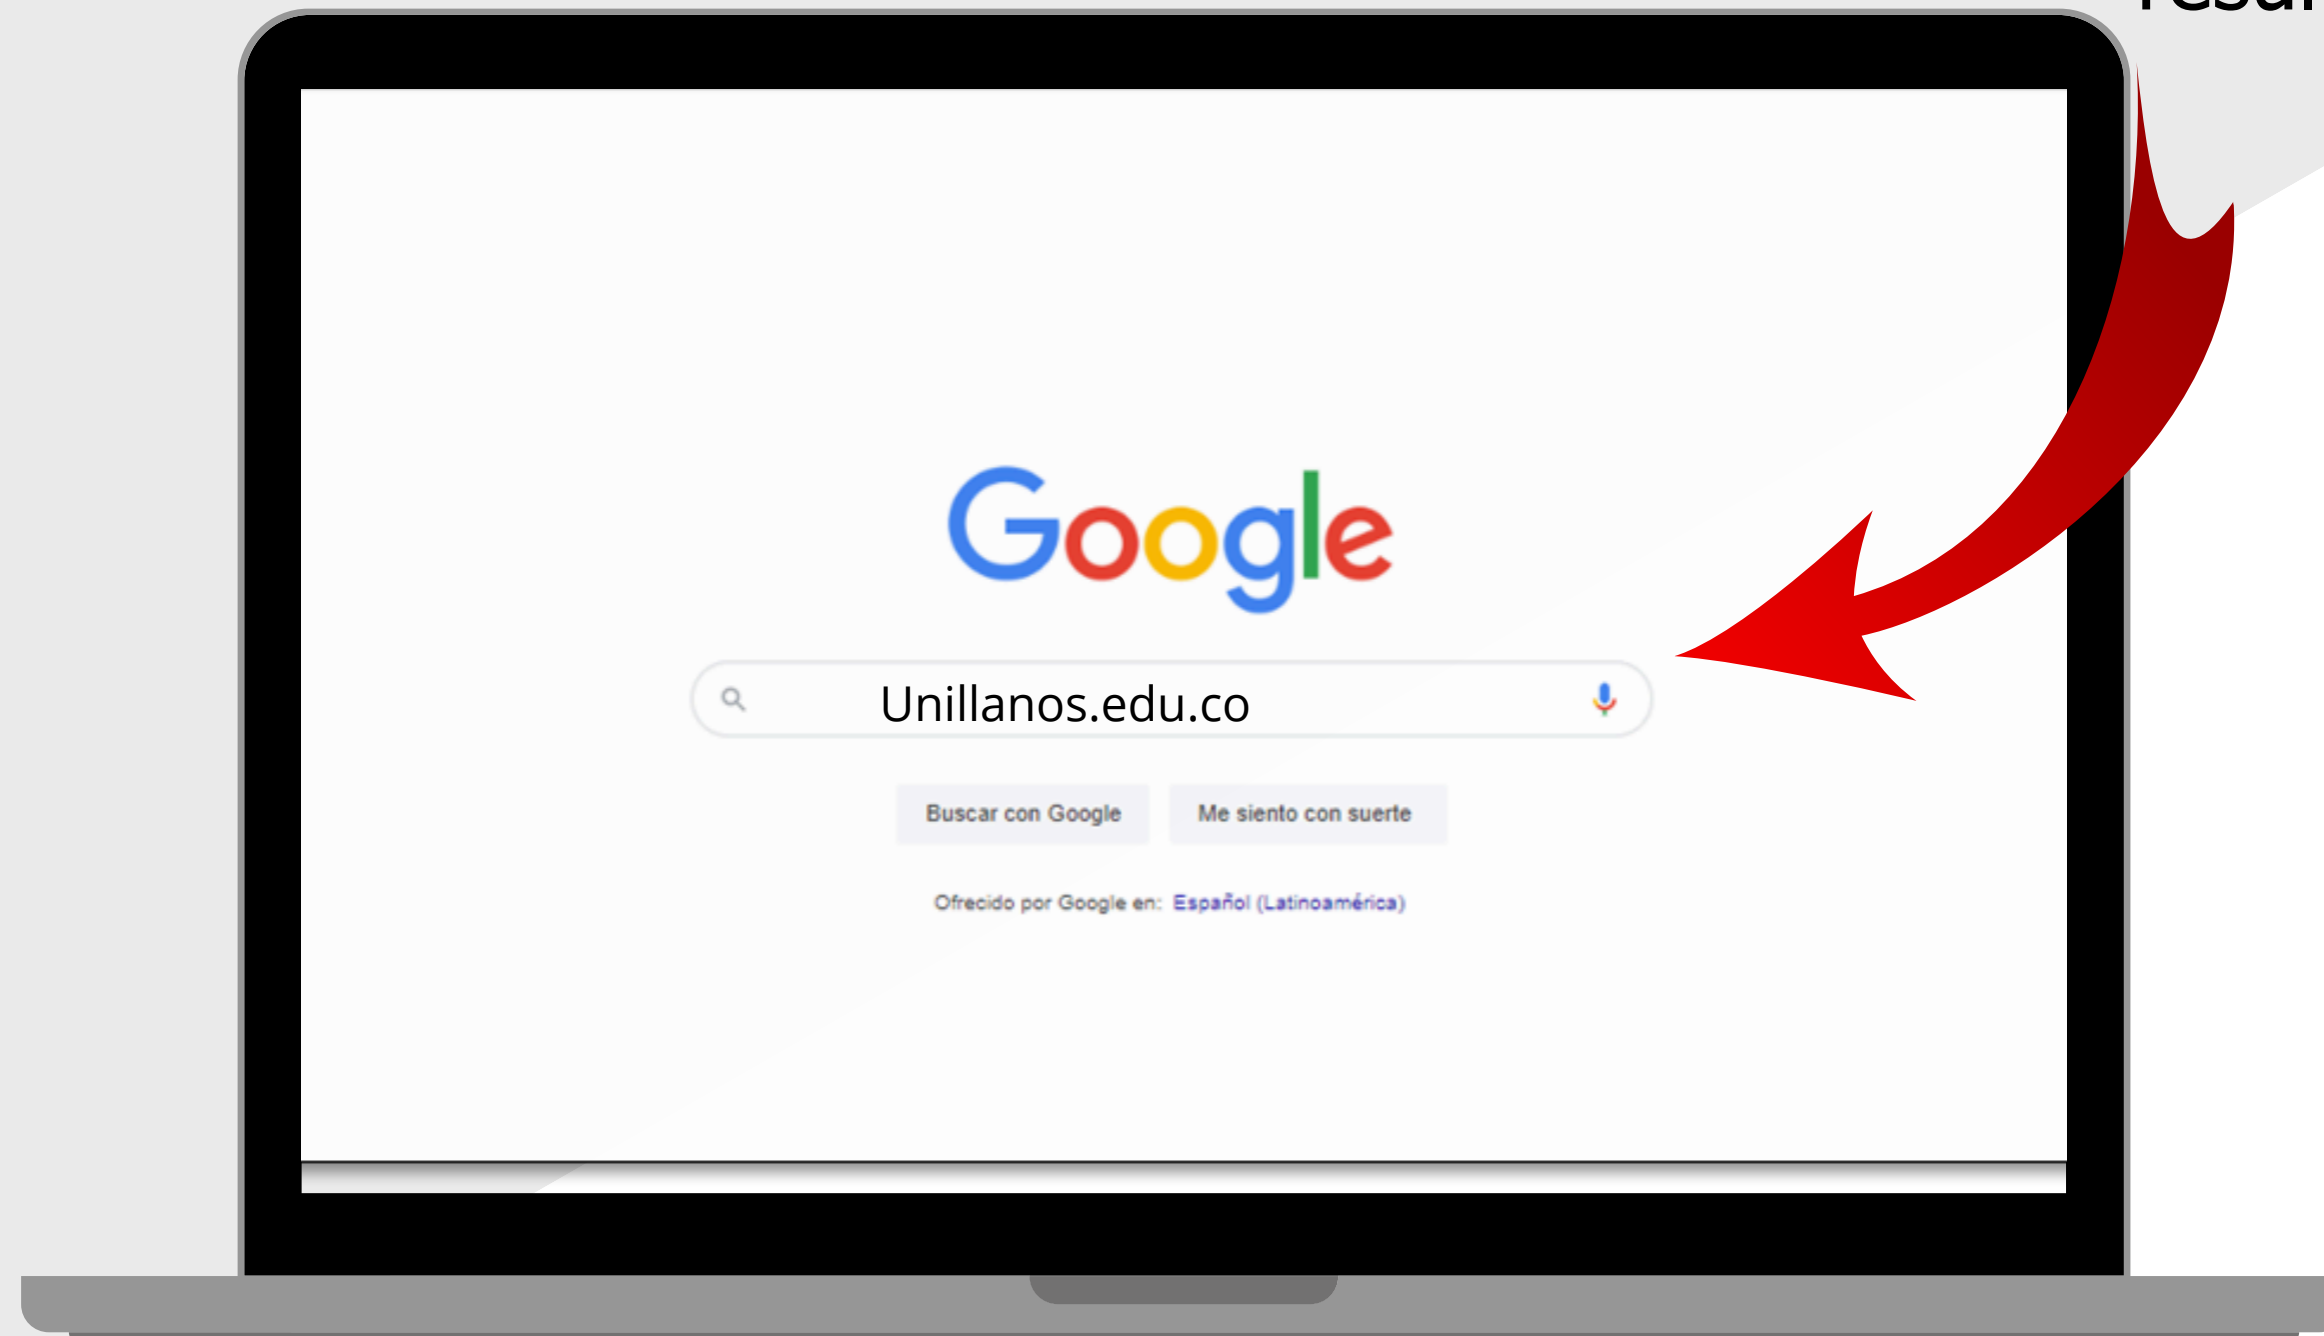 Google
Unillanos.edu.co
Buscar con Google
Me siento con suerte
Ofrecido por Google en: Español (Latinoamérica)